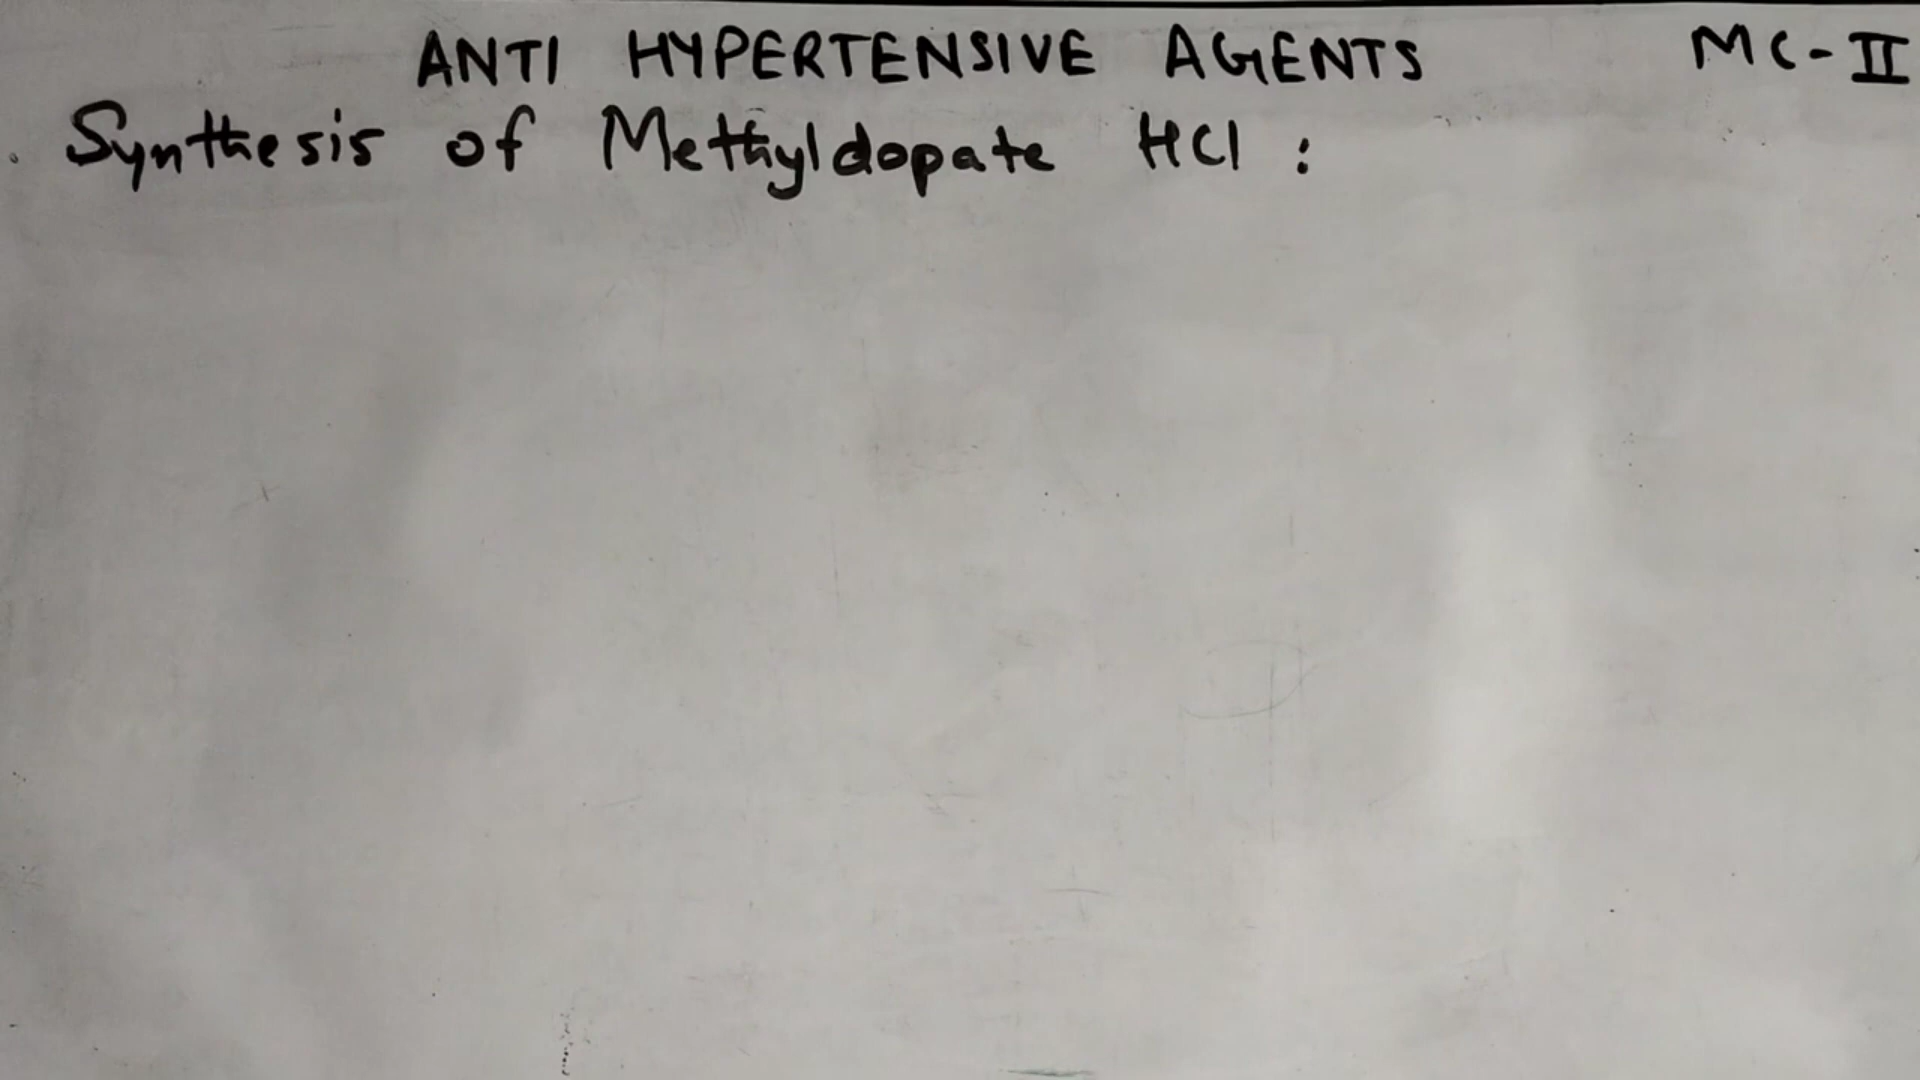 ANTI HYPERTENSIVE AGENTS MC-II
Synthesis of Methyldopate HCl :